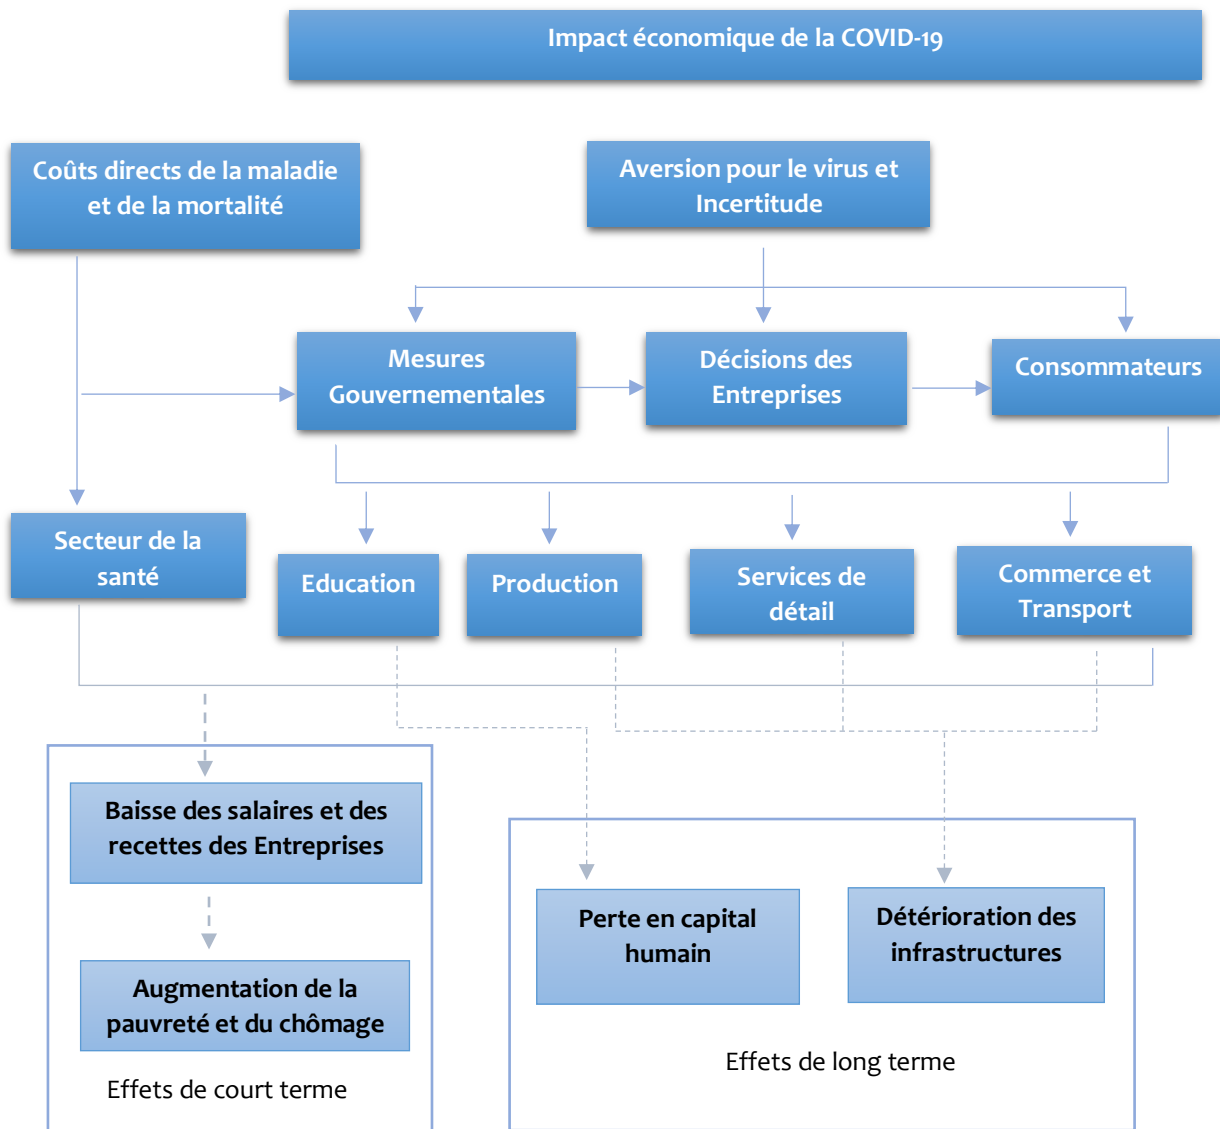 Impact économique de la COVID-19
Coûts directs de la maladie
et de la mortalité
Aversion pour le virus et
Incertitude
Mesures
Gouvernementales
Décisions des
Entreprises
Consommateurs
Secteur de la
santé
Education
Production
Services de
détail
Commerce et
Transport
Baisse des salaires et des
recettes des Entreprises
Augmentation de la
pauvreté et du chômage
Effets de court terme
Perte en capital
humain
Détérioration des
infrastructures
Effets de long terme